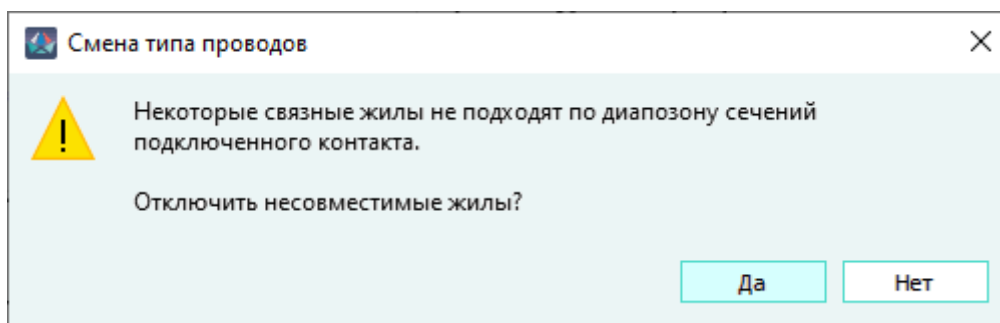 Смена типа проводов
Некоторые связные жилы не подходят по диапозону сечений
подключенного контакта.
Отключить несовместимые жилы?
Да
Нет